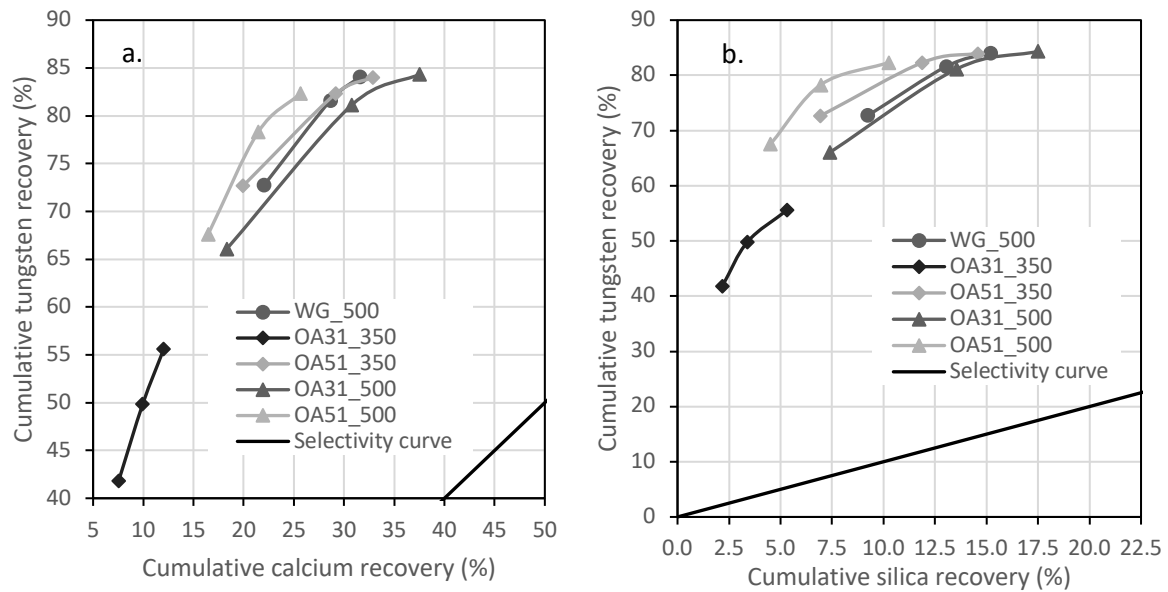 a.
Cumulative tungsten recovery (%)
90
85
80
75
70
65
60
55
50
45
40
WG_500
OA31_350
OA51_350
OA31_500
OA51_500
Selectivity curve
5 10 15 20 25 30 35 40 45 50
Cumulative calcium recovery (%)
b.
Cumulative tungsten recovery (%)
90
80
70
60
50
40
30
20
10
0
WG_500
OA31_350
OA51_350
OA31_500
OA51_500
Selectivity curve
0.0 2.5 5.0 7.5 10.0 12.5 15.0 17.5 20.0 22.5
Cumulative silica recovery (%)